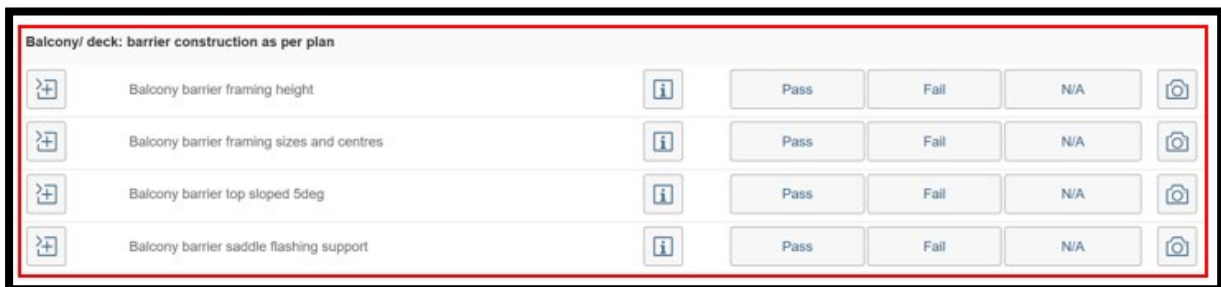 Balcony/ deck: barrier construction as per plan
Balcony barrier framing height Pass Fail N/A
Balcony barrier framing sizes and centres Pass Fail N/A
Balcony barrier top sloped 5deg Pass Fail N/A
Balcony barrier saddle flashing support Pass Fail N/A